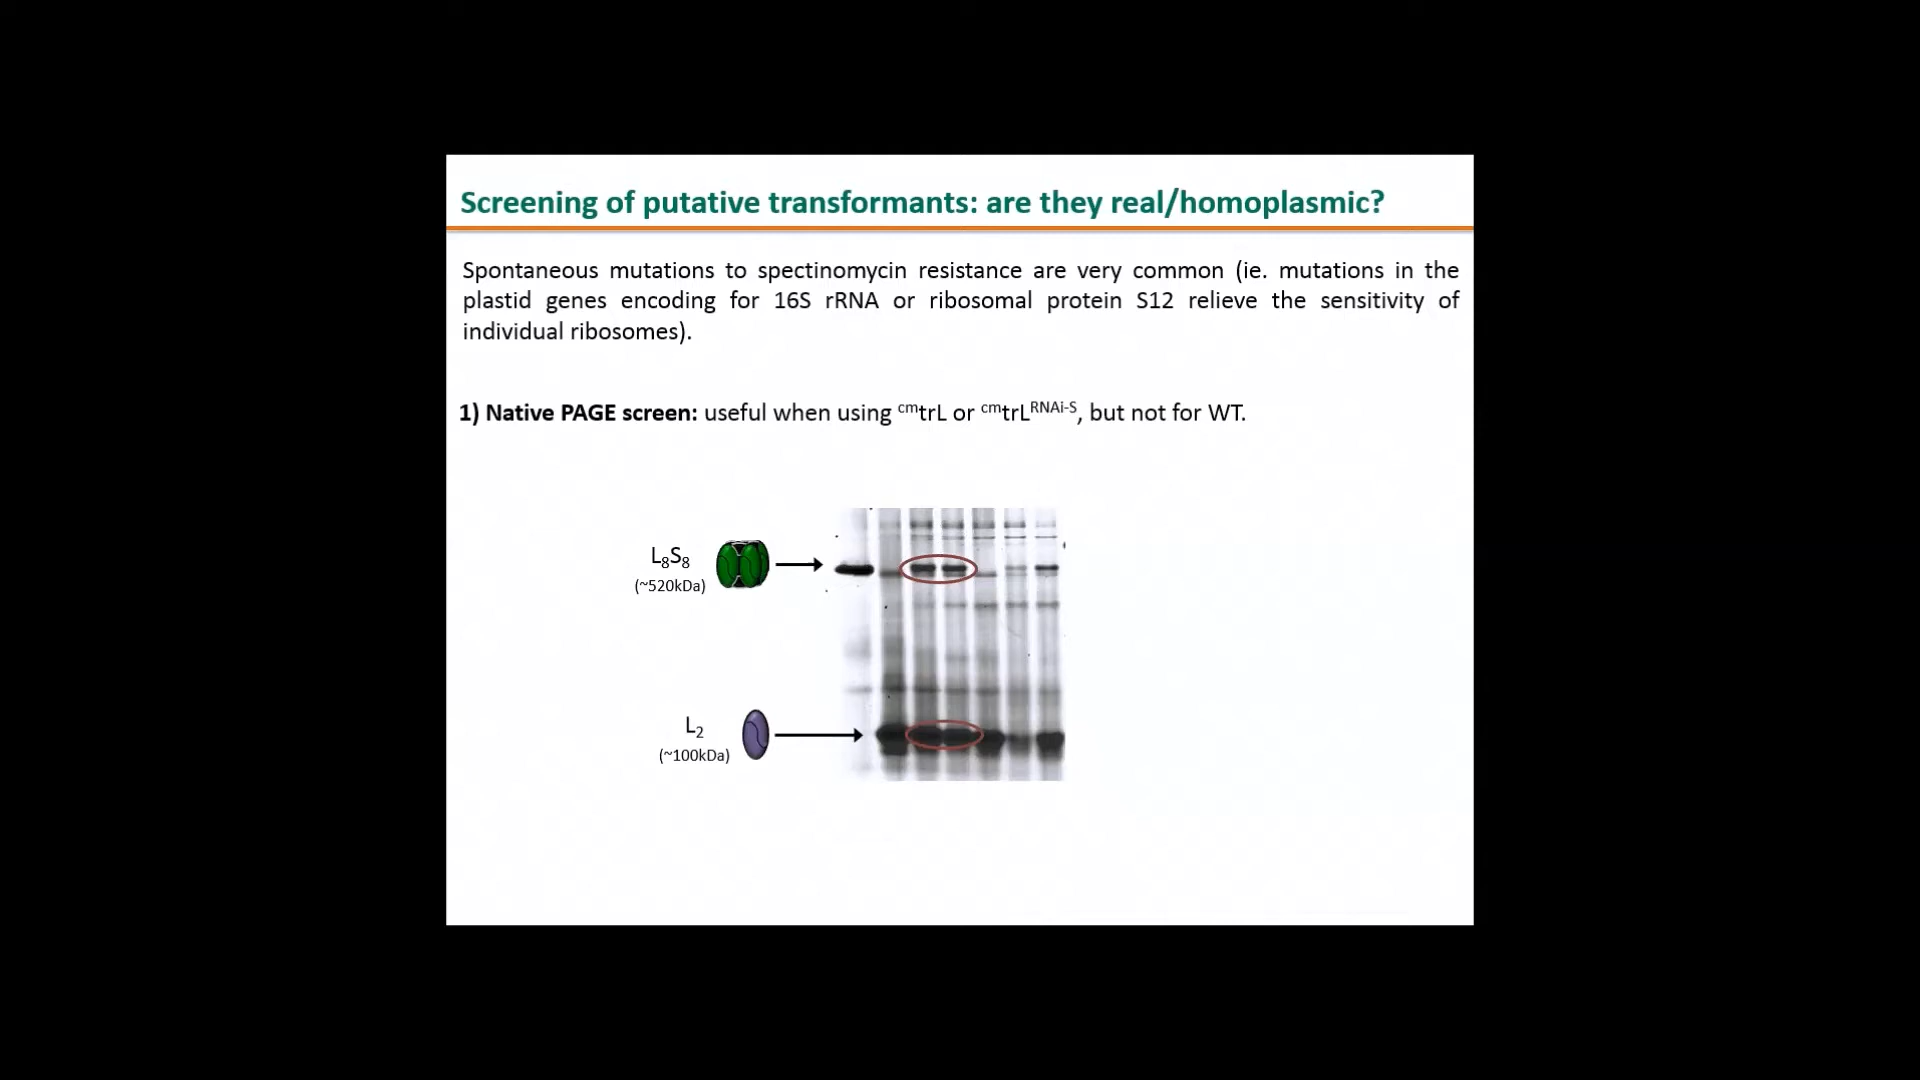 Screening of putative transformants: are they real/homoplasmic?
Spontaneous mutations to spectinomycin resistance are very common (ie. mutations in the
plastid genes encoding for 16S rRNA or ribosomal protein S12 relieve the sensitivity of
individual ribosomes).
1) Native PAGE screen: useful when using ᶜᵐtrL or ᶜᵐtrLᴿᴺᴬⁱ⁻ˢ, but not for WT.
L₈S₈
(~520kDa)
L₂
(~100kDa)